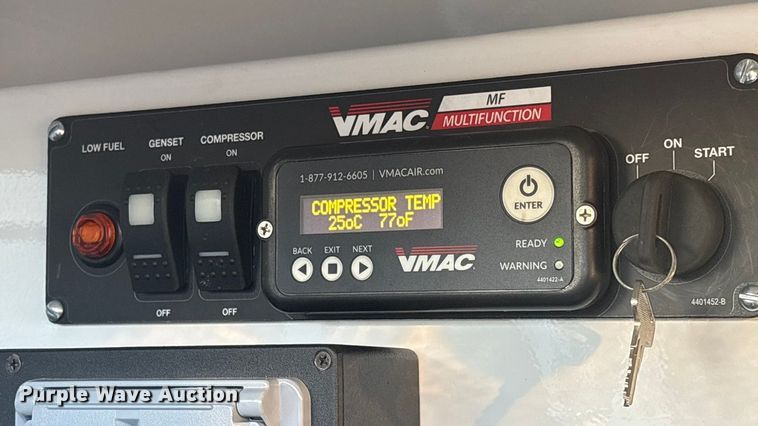 VMAC
MF
MULTIFUNCTION
LOW FUEL
GENSET
ON
COMPRESSOR
ON
OFF
OFF
1-877-912-6605 | VMACAIR.com
COMPRESSOR TEMP
25oC 77oF
ENTER
BACK EXIT NEXT
VMAC
READY
WARNING
4401422-A
OFF
ON
START
4401452-B
Purple Wave Auction